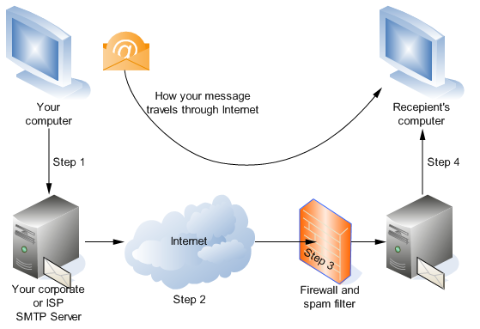 @
Your
computer
How your message
travels through Internet
Recepient's
computer
Step 1
Step 4
Internet
Step 3
Your corporate
or ISP
SMTP Server
Step 2
Firewall and
spam filter